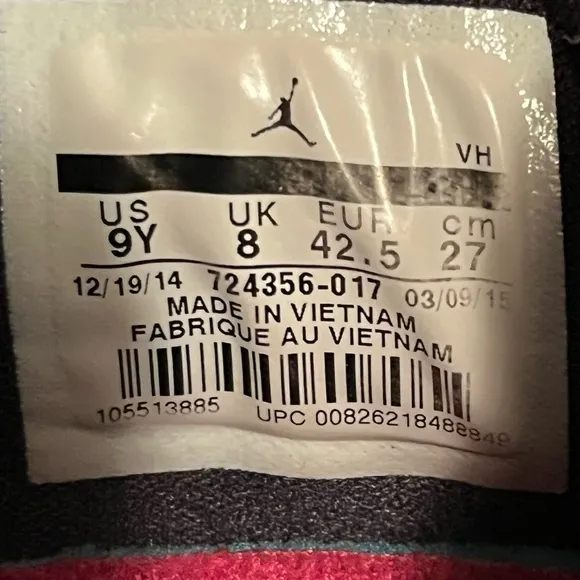 VH
US UK EUR cm
9Y 8 42.5 27
12/19/14 724356-017 03/09/15
MADE IN VIETNAM
FABRIQUE AU VIETNAM
105513885 UPC 00826218488849